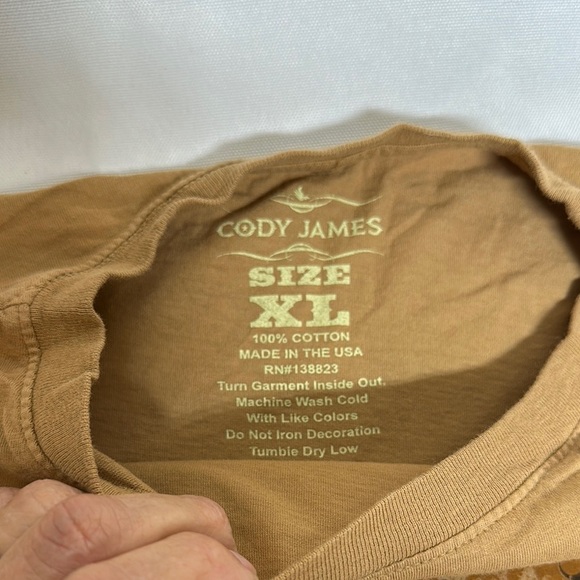 CODY JAMES
SIZE
XL
100% COTTON
MADE IN THE USA
RN#138823
Turn Garment Inside Out.
Machine Wash Cold
With Like Colors
Do Not Iron Decoration
Tumble Dry Low